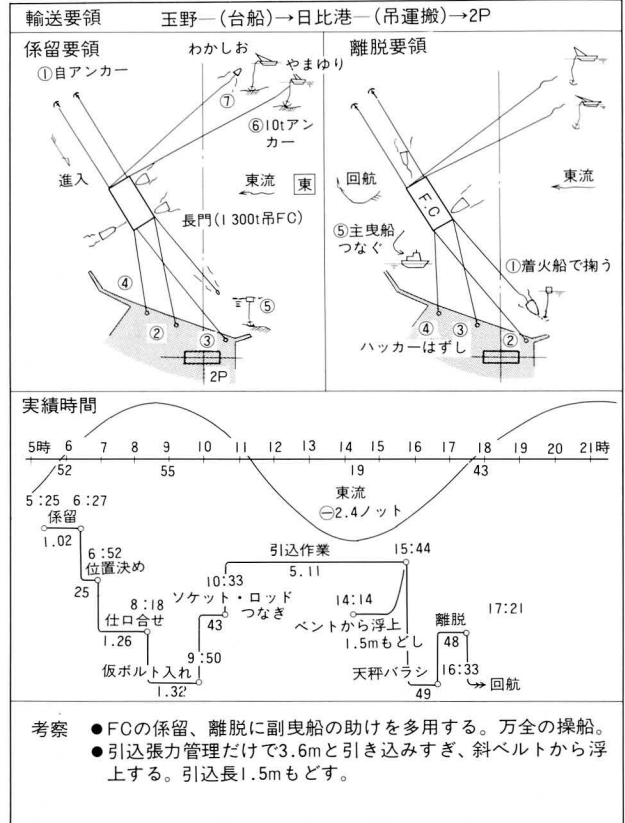 輸送要領 玉野―(台船)→日比港―(吊運搬)→2P
係留要領
①自アンカー
わかしお
やまゆり
⑦
⑥10tアンカー
進入
東流 東
長門(1300t吊FC)
④
⑤
②
③
2P
離脱要領
回航
東流
F.C
⑤主曳船
つなぐ
①着火船で掬う
④
③
②
ハッカーはずし
実績時間
5時 6 7 8 9 10 11 12 13 14 15 16 17 18 19 20 21時
52 55 19 43
東流
㊀2.4ノット
5:25 6:27
係留
1.02
6:52
位置決め
25
8:18
仕口合せ
1.26
9:50
仮ボルト入れ
1.32
10:33
ソケット・ロッド
つなぎ
43
引込作業
5.11
15:44
14:14
ベントから浮上
1.5mもどし
天秤バラシ
49
離脱
48
16:33
17:21
回航
考察 ●FCの係留、離脱に副曳船の助けを多用する。万全の操船。
●引込張力管理だけで3.6mと引き込みすぎ、斜ベルトから浮
上する。引込長1.5mもどす。